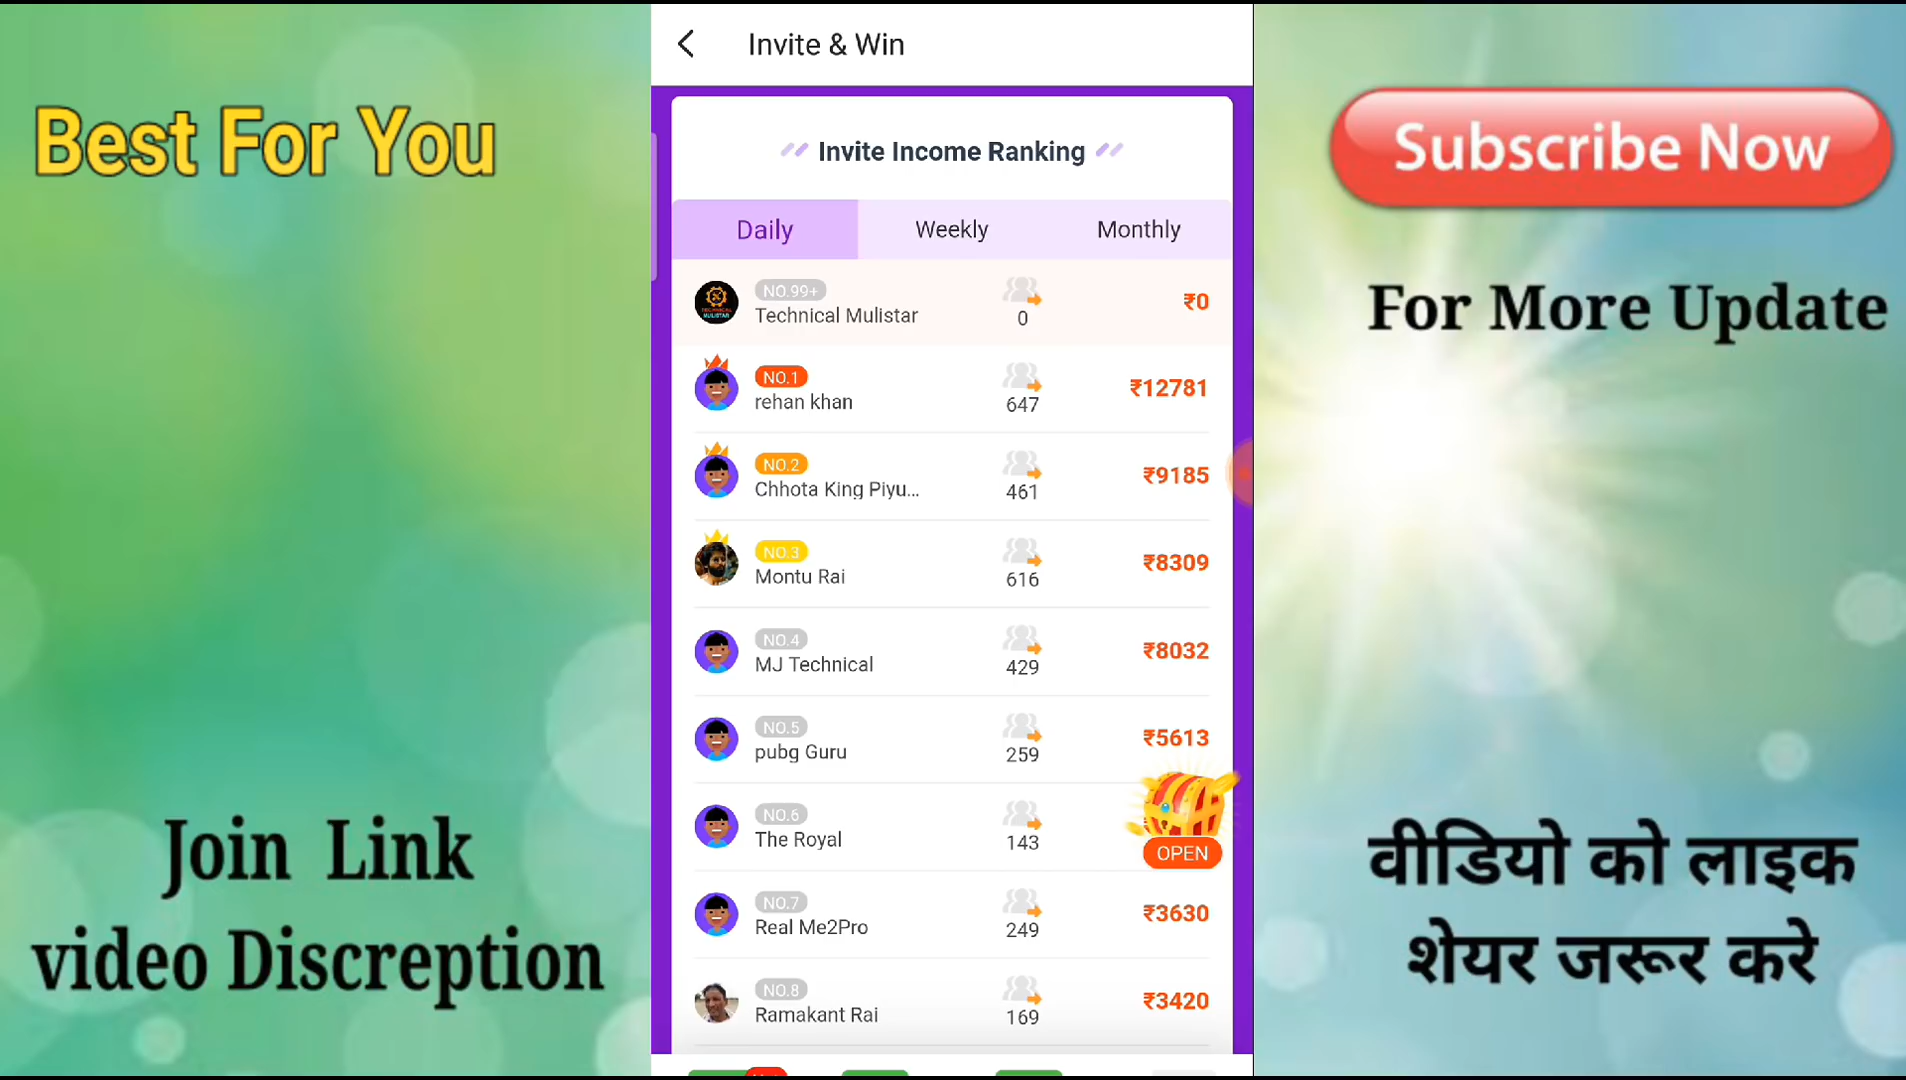 Best For You
Join Link
video Discreption
Invite & Win
Invite Income Ranking
Daily Weekly Monthly
NO.99+
Technical Mulistar 0 ₹0
NO.1
rehan khan 647 ₹12781
NO.2
Chhota King Piyu... 461 ₹9185
NO.3
Montu Rai 616 ₹8309
NO.4
MJ Technical 429 ₹8032
NO.5
pubg Guru 259 ₹5613
NO.6
The Royal 143
OPEN
NO.7
Real Me2Pro 249 ₹3630
NO.8
Ramakant Rai 169 ₹3420
Subscribe Now
For More Update
वीडियो को लाइक
शेयर जरूर करे